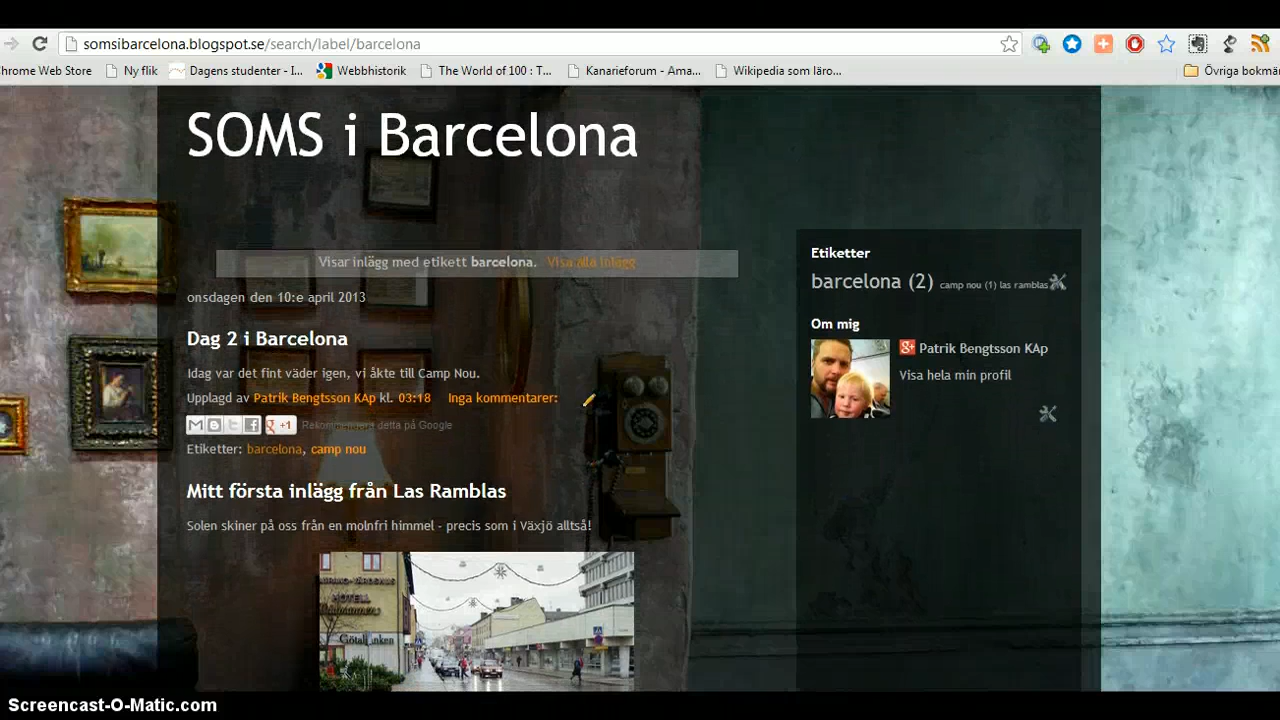 somsibarcelona.blogspot.se/search/label/barcelona
hrome Web Store Ny flik Dagens studenter - I... Webbhistorik The World of 100 : T... Kanarieforum - Ama... Wikipedia som läro... Övriga bokmär
SOMS i Barcelona
Visar inlägg med etikett barcelona. Visa alla inlägg
onsdagen den 10:e april 2013
Dag 2 i Barcelona
Idag var det fint väder igen, vi åkte till Camp Nou.
Upplagd av Patrik Bengtsson KAp kl. 03:18 Inga kommentarer:
+1 Rekommendera detta på Google
Etiketter: barcelona, camp nou
Mitt första inlägg från Las Ramblas
Solen skiner på oss från en molnfri himmel - precis som i Växjö alltså!
HOTELL
Etiketter
barcelona (2) camp nou (1) las ramblas
Om mig
Patrik Bengtsson KAp
Visa hela min profil
Screencast-O-Matic.com